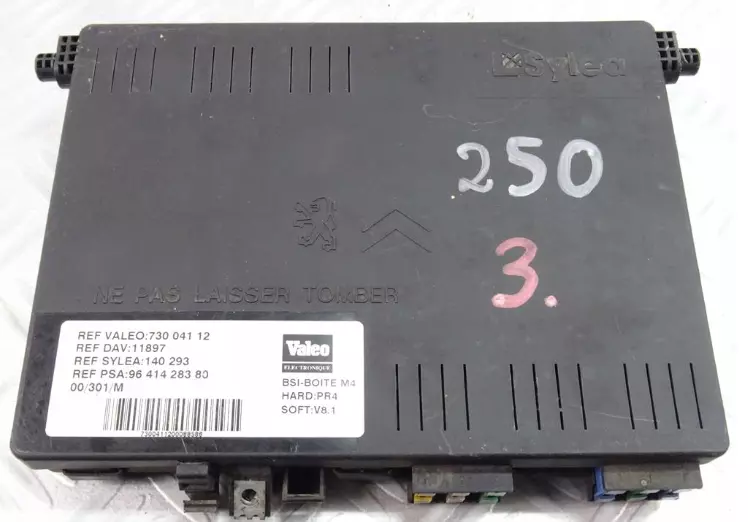 Sylea
250
3.
NE PAS LAISSER TOMBER
REF VALEO:730 041 12
REF DAV:11897
REF SYLEA:140 293
REF PSA:96 414 283 80
00/301/M
Valeo
ELECTRONIQUE
BSI-BOITE M4
HARD:PR4
SOFT:V8.1